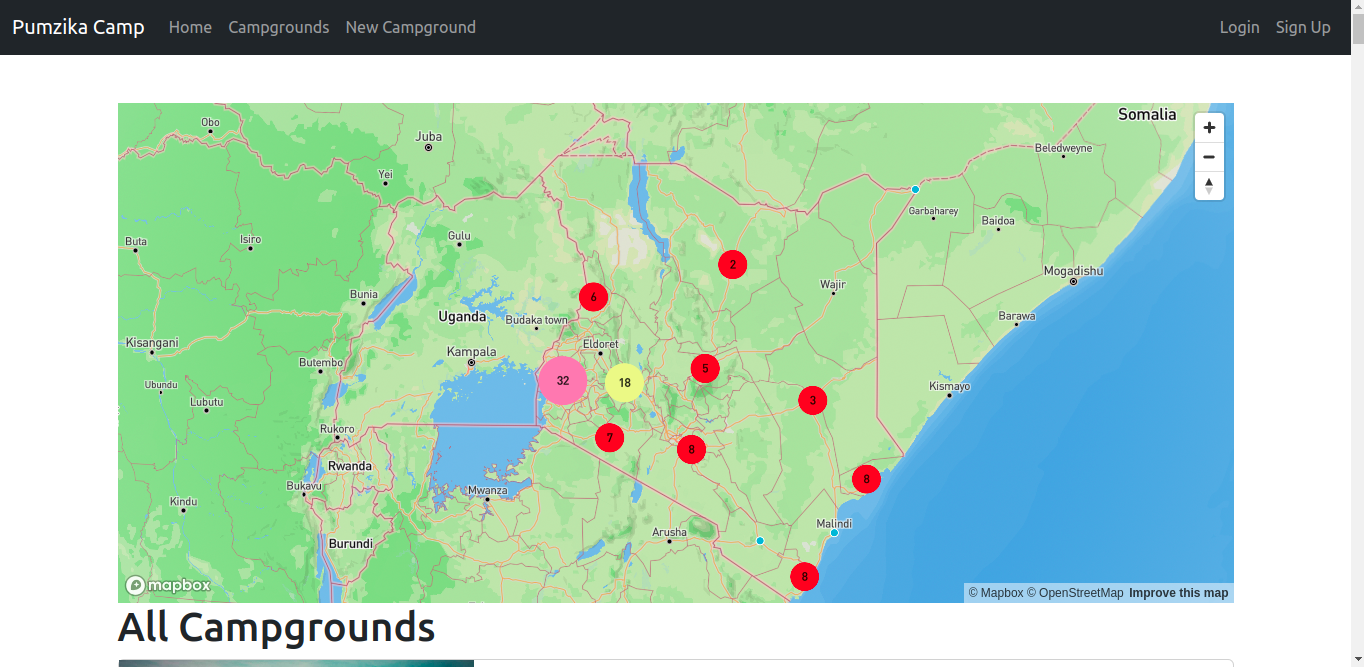 Pumzika Camp Home Campgrounds New Campground Login Sign Up
Somalia
Obo
Juba
Beledweyne
Yei
Garbaharey
Baidoa
Buta
Isiro
Gulu
2
Mogadishu
Wajir
Bunia
6
Uganda
Budaka town
Barawa
Kisangani
Eldoret
Kampala
Butembo
5
32
18
Ubundu
Kismayo
Lubutu
3
Rukoro
7
8
Rwanda
Bukavu
8
Mwanza
Kindu
Malindi
Arusha
Burundi
8
mapbox
© Mapbox © OpenStreetMap Improve this map
All Campgrounds